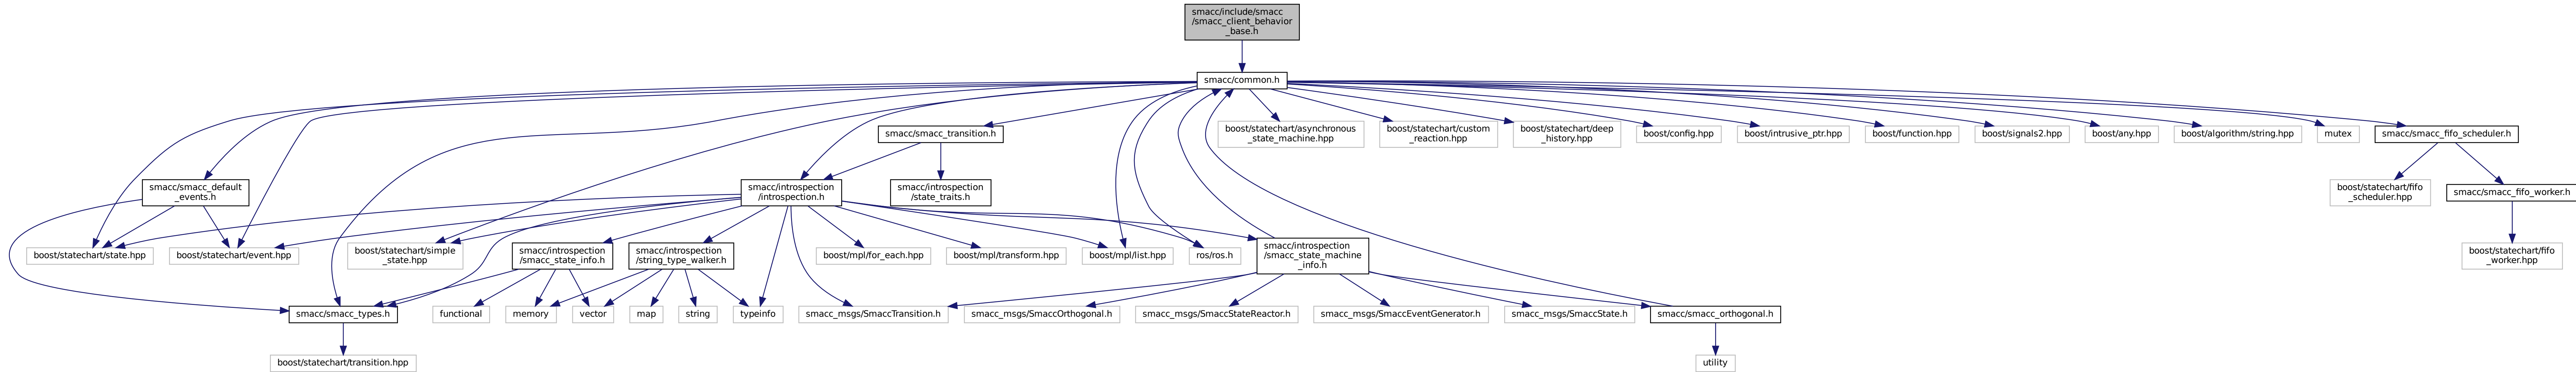 smacc/include/smacc
/smacc_client_behavior
_base.h
smacc/common.h
smacc/smacc_transition.h
boost/statechart/asynchronous
_state_machine.hpp
boost/statechart/custom
_reaction.hpp
boost/statechart/deep
_history.hpp
boost/config.hpp
boost/intrusive_ptr.hpp
boost/function.hpp
boost/signals2.hpp
boost/any.hpp
boost/algorithm/string.hpp
mutex
smacc/smacc_fifo_scheduler.h
smacc/smacc_default
_events.h
smacc/introspection
/introspection.h
smacc/introspection
/state_traits.h
boost/statechart/fifo
_scheduler.hpp
smacc/smacc_fifo_worker.h
boost/statechart/state.hpp
boost/statechart/event.hpp
boost/statechart/simple
_state.hpp
smacc/introspection
/smacc_state_info.h
smacc/introspection
/string_type_walker.h
boost/mpl/for_each.hpp
boost/mpl/transform.hpp
boost/mpl/list.hpp
ros/ros.h
smacc/introspection
/smacc_state_machine
_info.h
boost/statechart/fifo
_worker.hpp
smacc/smacc_types.h
functional
memory
vector
map
string
typeinfo
smacc_msgs/SmaccTransition.h
smacc_msgs/SmaccOrthogonal.h
smacc_msgs/SmaccStateReactor.h
smacc_msgs/SmaccEventGenerator.h
smacc_msgs/SmaccState.h
smacc/smacc_orthogonal.h
boost/statechart/transition.hpp
utility